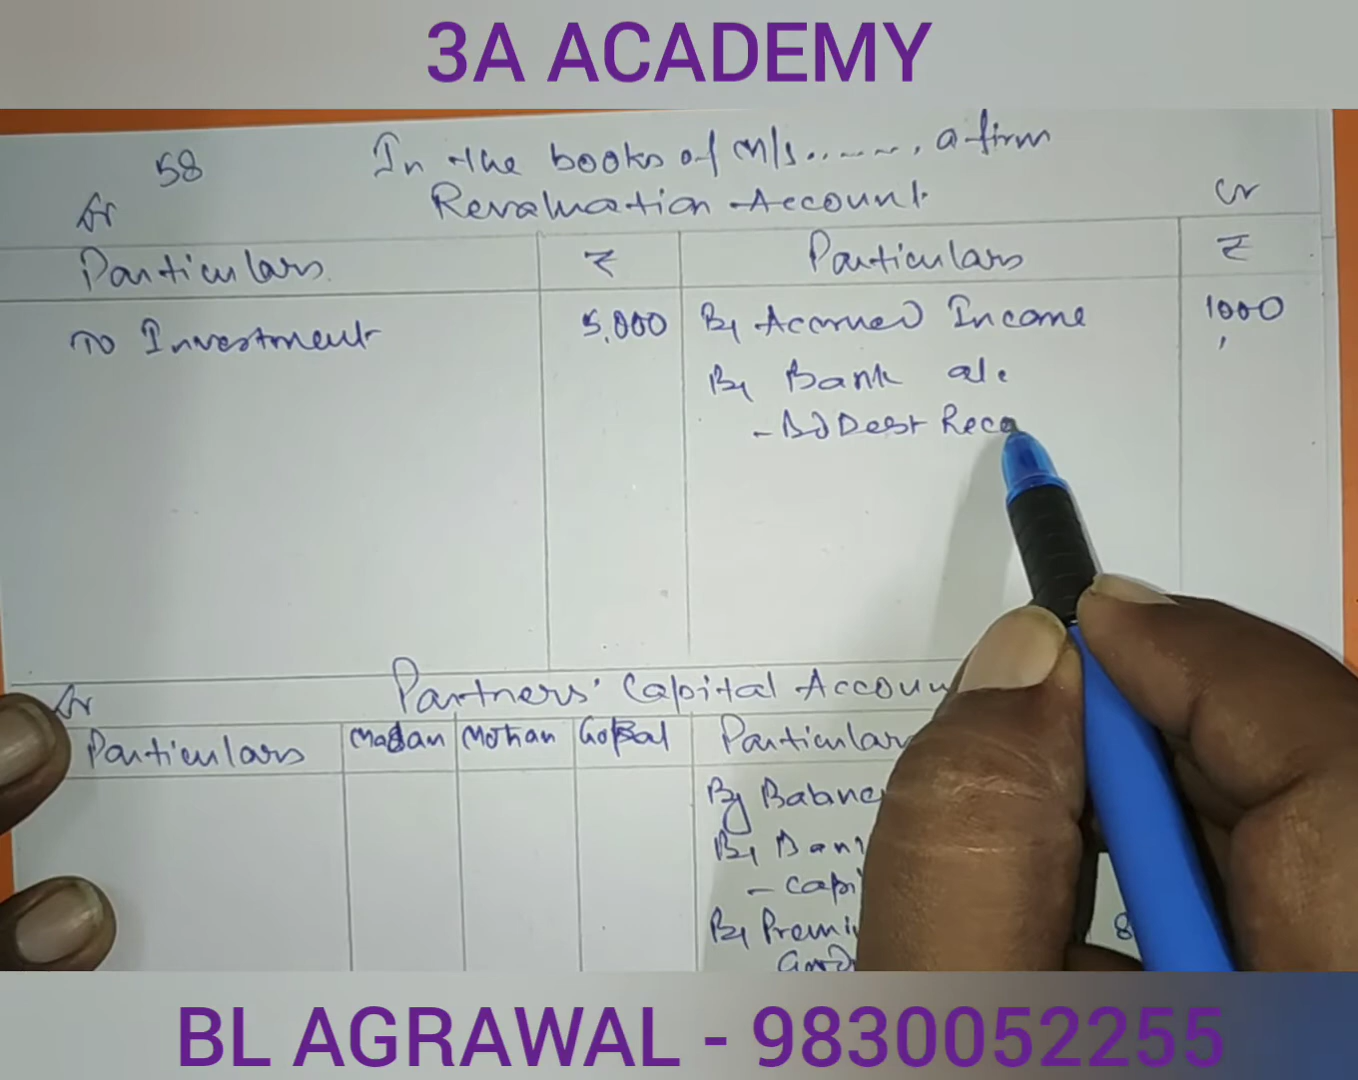 3A ACADEMY
58 In the books of M/s......, a firm
Dr Revaluation Account Cr
Particulars ₹ Particulars ₹
To Investment 5,000 By Accrued Income 1000
By Bank a/c
- Bd Debt Reco
Dr Partners' Capital Accoun
Particulars Madan Mohan Gopal Particular
By Balance
By Ban
- Capi
By Premi 8
Good
BL AGRAWAL - 9830052255